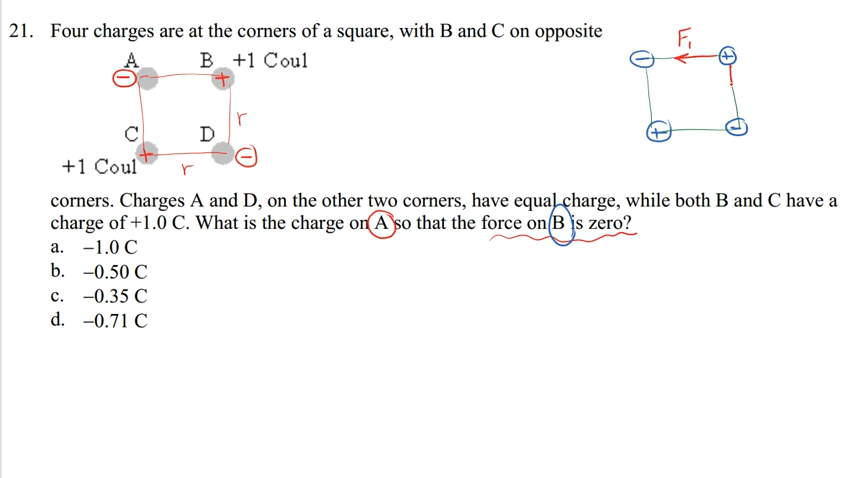 21. Four charges are at the corners of a square, with B and C on opposite
A B +1 Coul
− +
r
C D
+ −
+1 Coul r
F₁
− +
+ −
corners. Charges A and D, on the other two corners, have equal charge, while both B and C have a
charge of +1.0 C. What is the charge on A so that the force on B is zero?
a. −1.0 C
b. −0.50 C
c. −0.35 C
d. −0.71 C